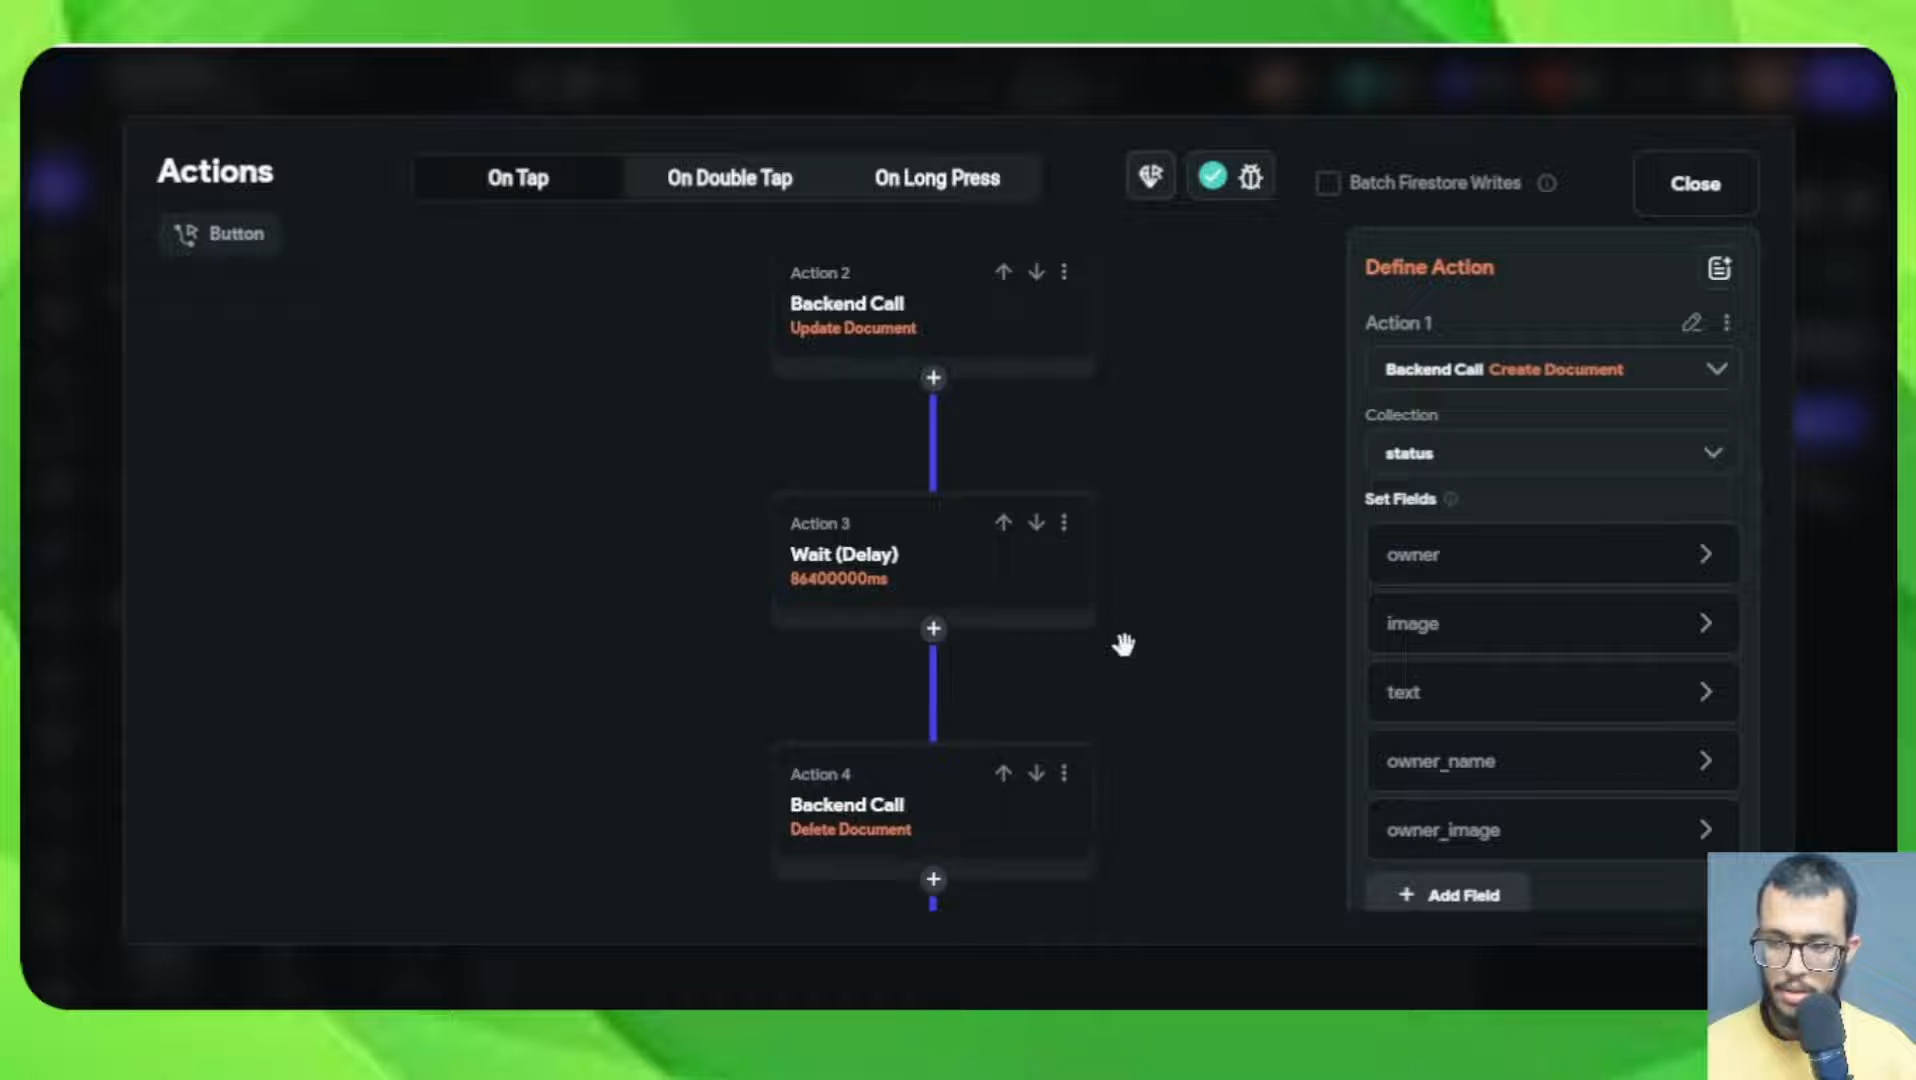 Actions
On Tap
On Double Tap
On Long Press
Batch Firestore Writes
Close
Button
Action 2
Backend Call
Update Document
Action 3
Wait (Delay)
86400000ms
Action 4
Backend Call
Delete Document
Define Action
Action 1
Backend Call Create Document
Collection
status
Set Fields
owner
image
text
owner_name
owner_image
+ Add Field